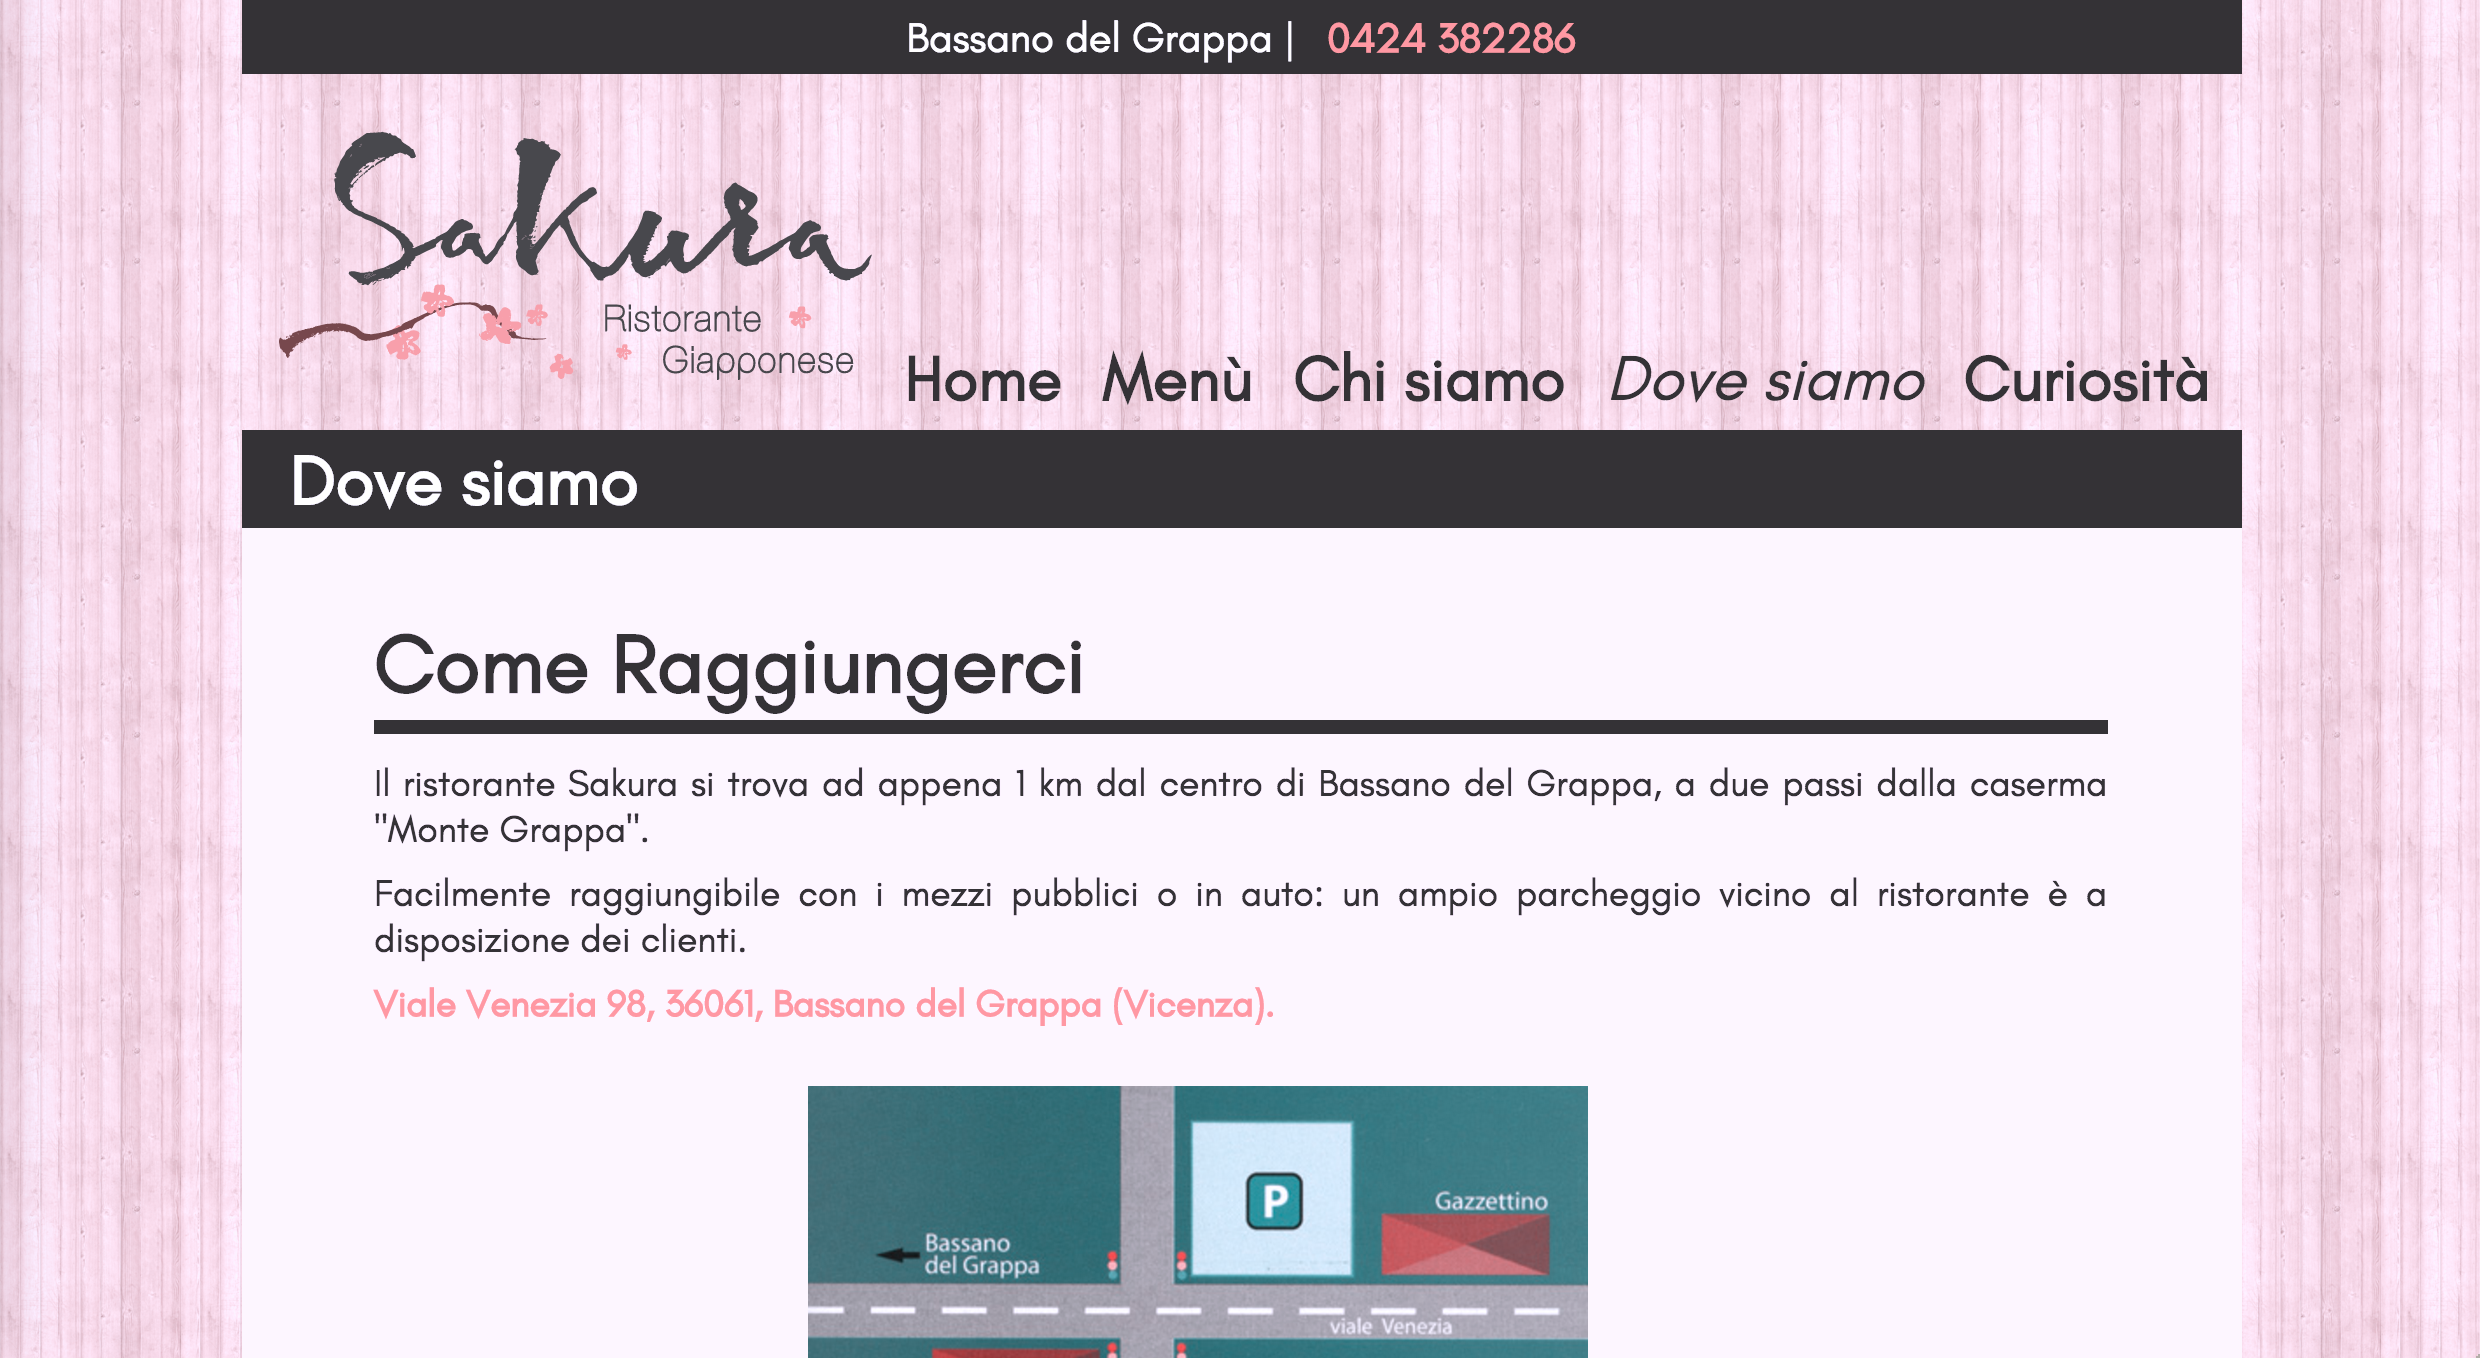 Bassano del Grappa | 0424 382286
Sakura
Ristorante
Giapponese
Home Menù Chi siamo Dove siamo Curiosità
Dove siamo
Come Raggiungerci
Il ristorante Sakura si trova ad appena 1 km dal centro di Bassano del Grappa, a due passi dalla caserma
"Monte Grappa".
Facilmente raggiungibile con i mezzi pubblici o in auto: un ampio parcheggio vicino al ristorante è a
disposizione dei clienti.
Viale Venezia 98, 36061, Bassano del Grappa (Vicenza).
P
Gazzettino
Bassano
del Grappa
viale Venezia